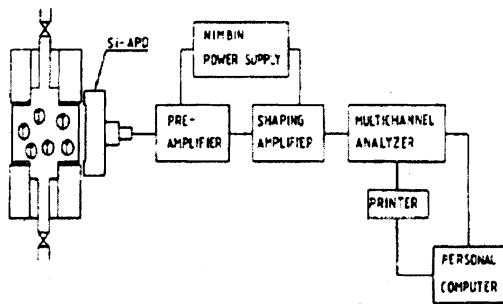 Si-APD
NIMBIN
POWER SUPPLY
PRE-
AMPLIFIER
SHAPING
AMPLIFIER
MULTICHANNEL
ANALYZER
PRINTER
PERSONAL
COMPUTER